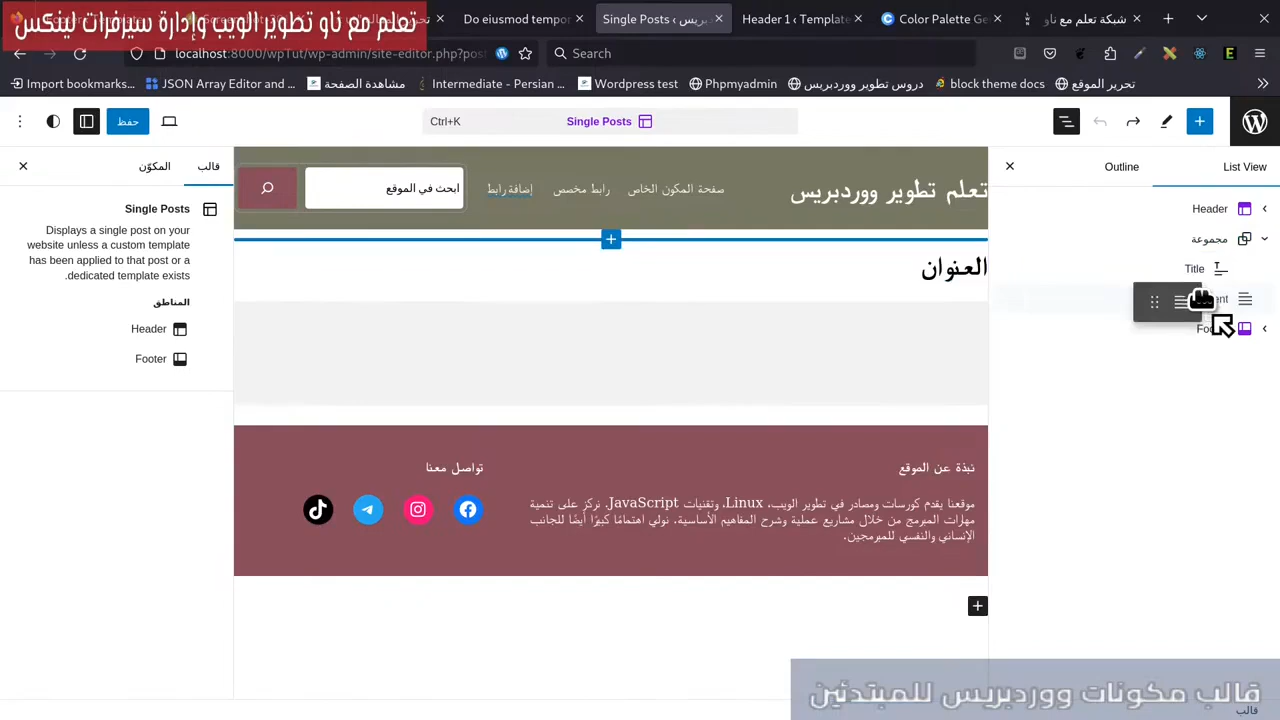 تعلم مع ناو تطوير الويب وإدارة سيرفرات لينكس
Do eiusmod tempor
Single Posts
Header 1
Template
Color Palette Ge
شبكة تعلم مع ناو
localhost:8000/wpTut/wp-admin/site-editor.php?post
Search
Import bookmarks...
JSON Array Editor and ...
مشاهدة الصفحة
Intermediate - Persian ...
Wordpress test
Phpmyadmin
دروس تطوير ووردبريس
block theme docs
تحرير الموقع
حفظ
Ctrl+K
Single Posts
المكوّن
قالب
Outline
List View
Single Posts
Displays a single post on your
website unless a custom template
has been applied to that post or a
dedicated template exists.
المناطق
Header
Footer
تعلم تطوير ووردبريس
صفحة المكون الخاص
رابط مخصص
إضافة رابط
ابحث في الموقع
العنوان
نبذة عن الموقع
موقعنا يقدم كورسات ومصادر في تطوير الويب، Linux، وتقنيات JavaScript. نركز على تنمية
مهارات المبرمج من خلال مشاريع عملية وشرح المفاهيم الأساسية. نولي اهتمامًا كبيرًا أيضًا للجانب
الإنساني والنفسي للمبرمجين.
تواصل معنا
Header
مجموعة
Title
قالب مكونات ووردبريس للمبتدئين
قالب